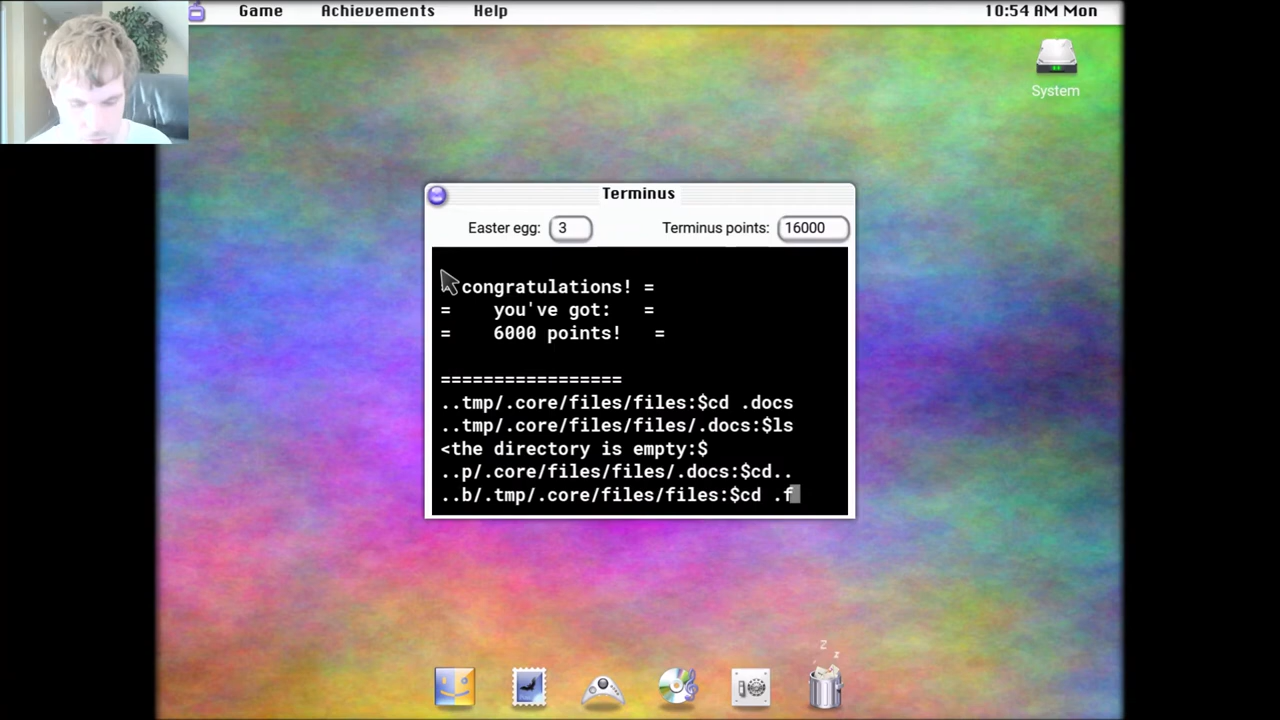 Game Achievements Help 10:54 AM Mon
System
Terminus
Easter egg: 3 Terminus points: 16000
congratulations! =
= you've got: =
= 6000 points! =
=================
..tmp/.core/files/files:$cd .docs
..tmp/.core/files/files/.docs:$ls
<the directory is empty:$
..p/.core/files/files/.docs:$cd..
..b/.tmp/.core/files/files:$cd .f
z
z